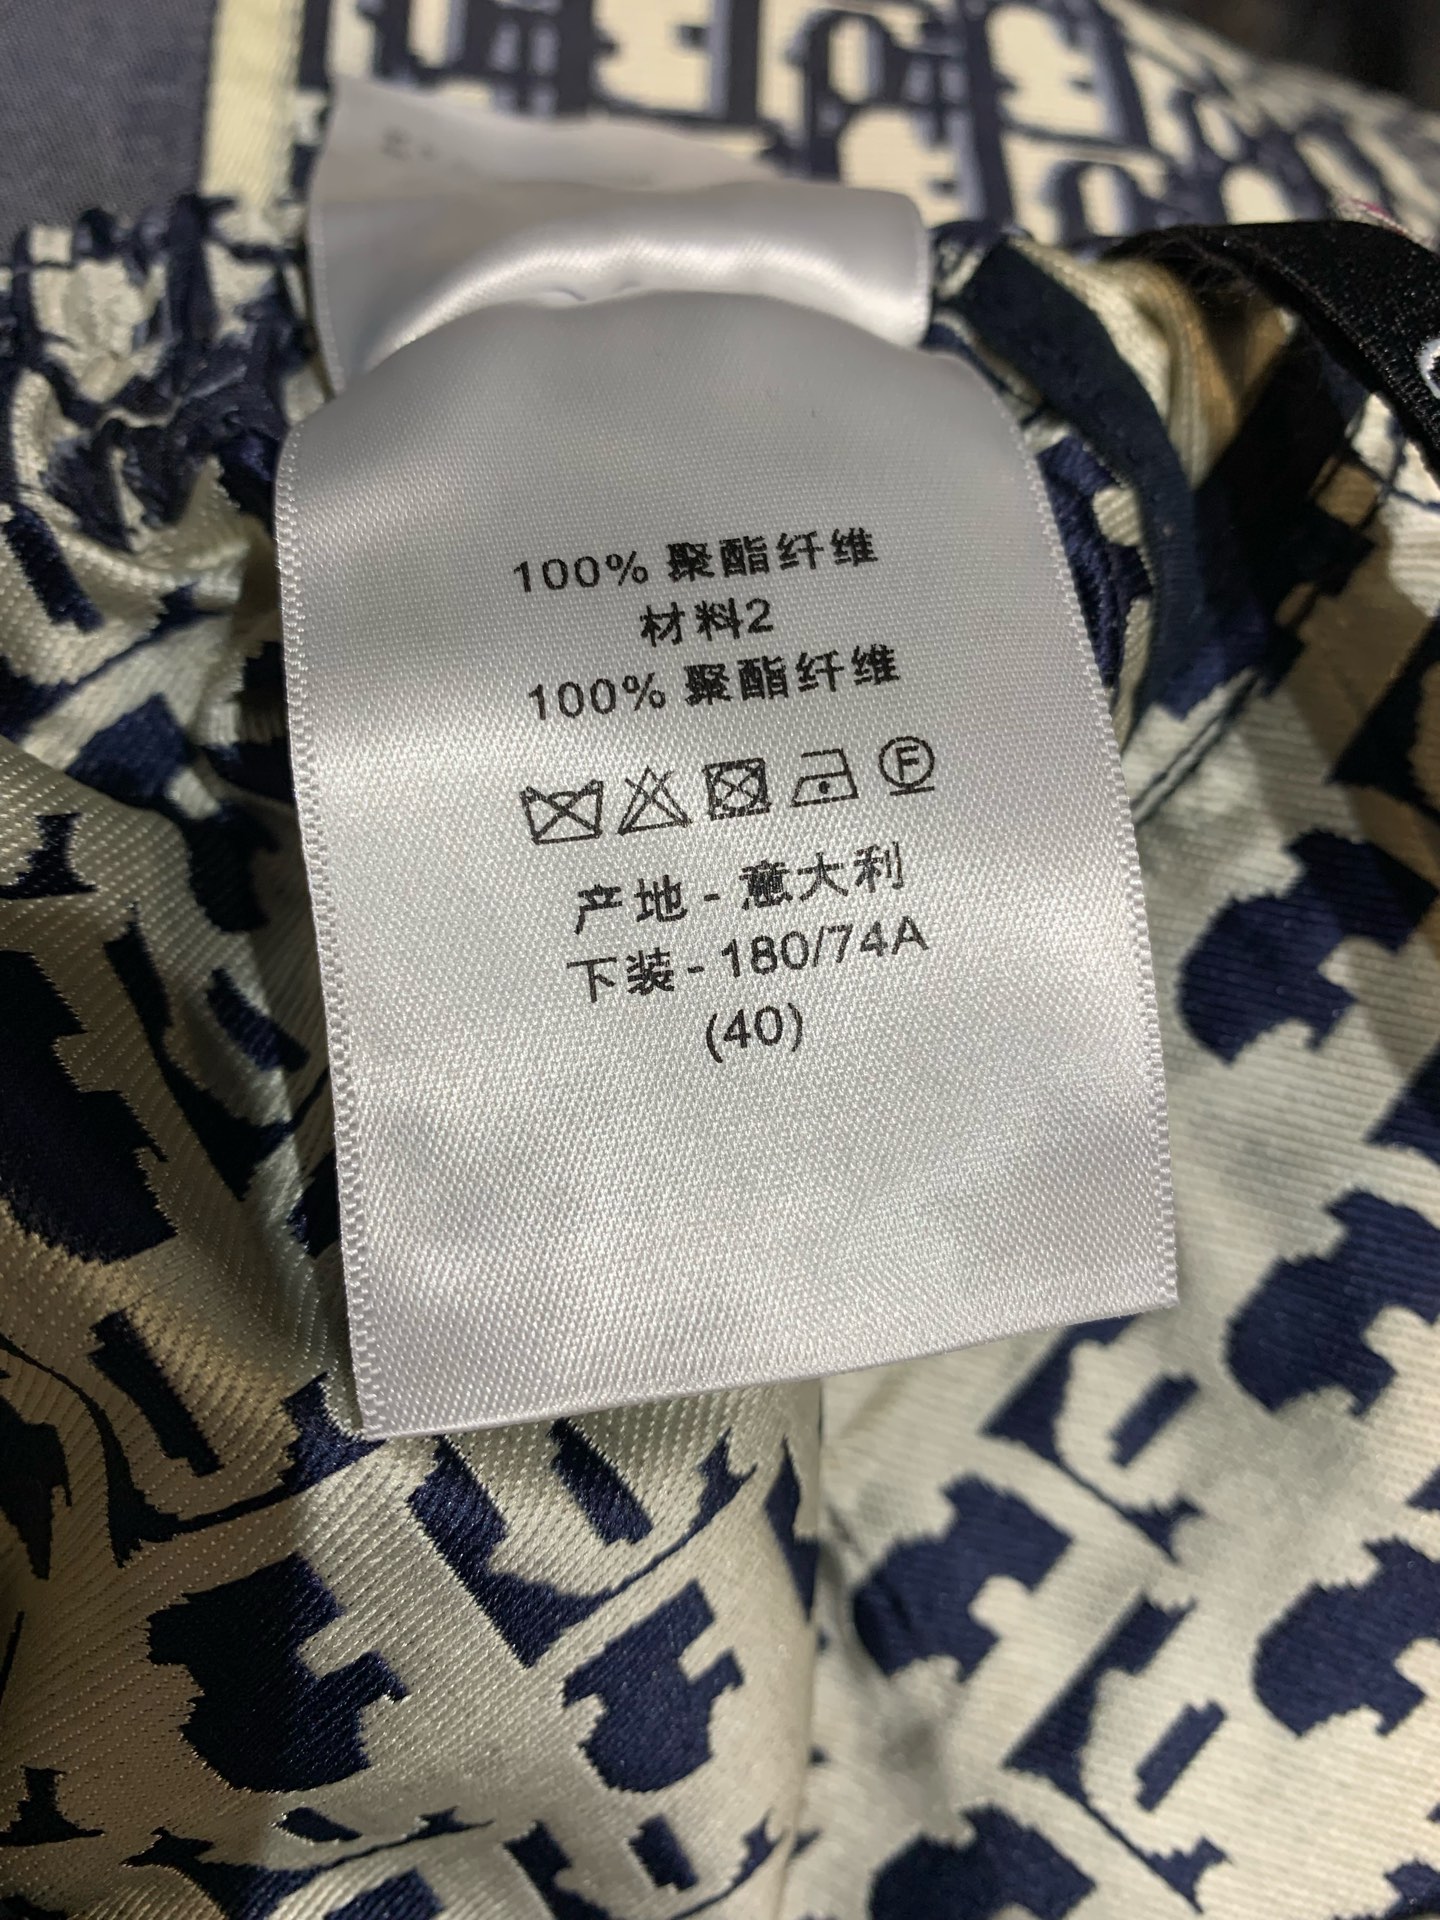 100% 聚酯纤维
材料2
100% 聚酯纤维
F
产地 - 意大利
下装 - 180/74A
(40)